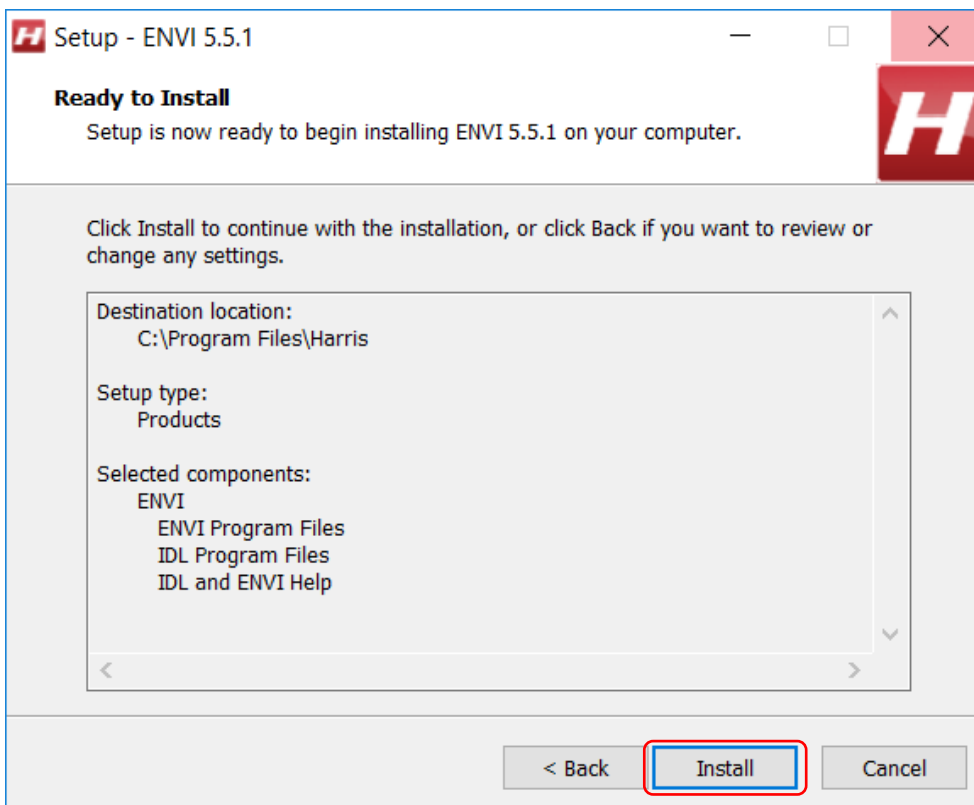 Setup - ENVI 5.5.1
Ready to Install
Setup is now ready to begin installing ENVI 5.5.1 on your computer.
H
Click Install to continue with the installation, or click Back if you want to review or
change any settings.
Destination location:
C:\Program Files\Harris
Setup type:
Products
Selected components:
ENVI
ENVI Program Files
IDL Program Files
IDL and ENVI Help
< Back
Install
Cancel